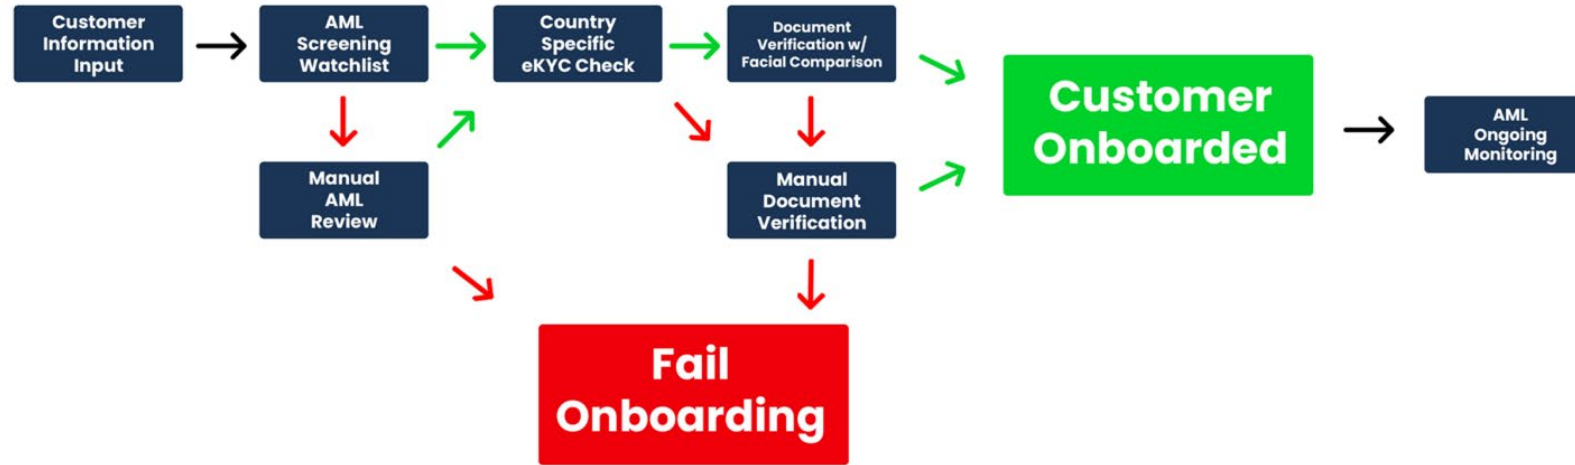 Customer
Information
Input
AML
Screening
Watchlist
Country
Specific
eKYC Check
Document
Verification w/
Facial Comparison
Customer
Onboarded
AML
Ongoing
Monitoring
Manual
AML
Review
Manual
Document
Verification
Fail
Onboarding